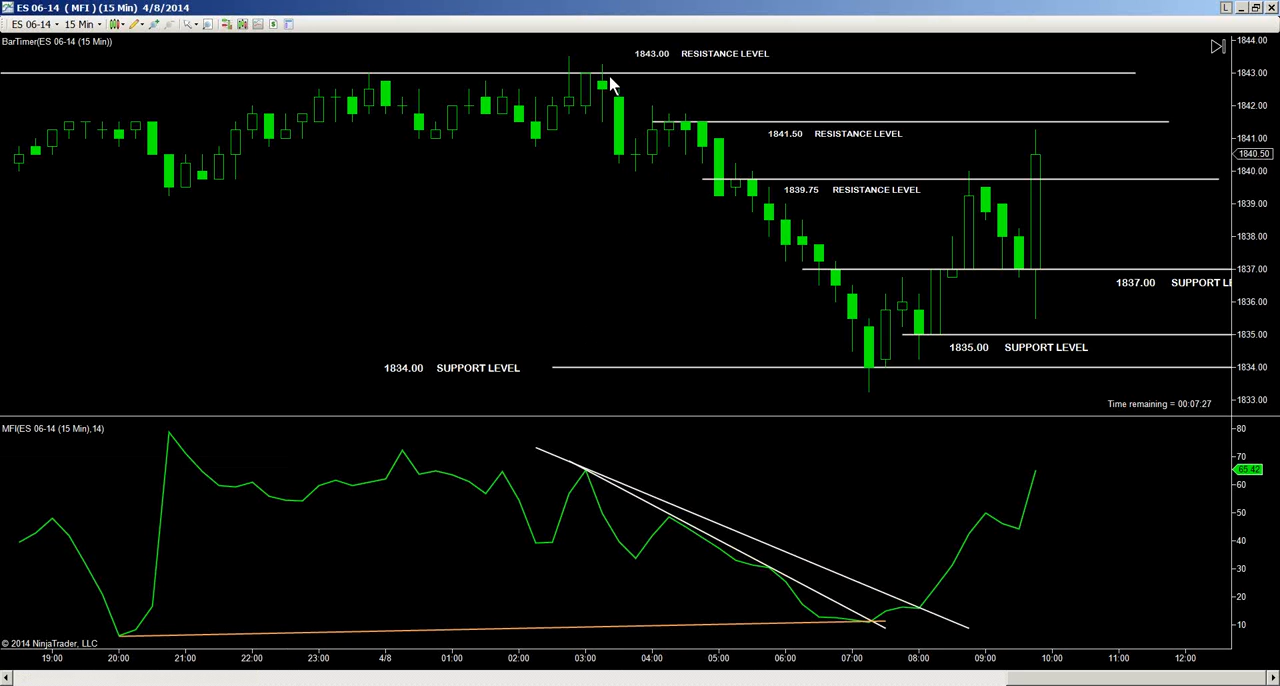 ES 06-14 ( MFI ) (15 Min) 4/8/2014
L
ES 06-14 15 Min
BarTimer(ES 06-14 (15 Min))
1843.00 RESISTANCE LEVEL
1841.50 RESISTANCE LEVEL
1839.75 RESISTANCE LEVEL
1837.00 SUPPORT LE
1835.00 SUPPORT LEVEL
1834.00 SUPPORT LEVEL
Time remaining = 00:07:27
1844.00
1843.00
1842.00
1841.00
1840.50
1840.00
1839.00
1838.00
1837.00
1836.00
1835.00
1834.00
1833.00
MFI(ES 06-14 (15 Min),14)
80
70
65.42
60
50
40
30
20
10
© 2014 NinjaTrader, LLC
19:00 20:00 21:00 22:00 23:00 4/8 01:00 02:00 03:00 04:00 05:00 06:00 07:00 08:00 09:00 10:00 11:00 12:00